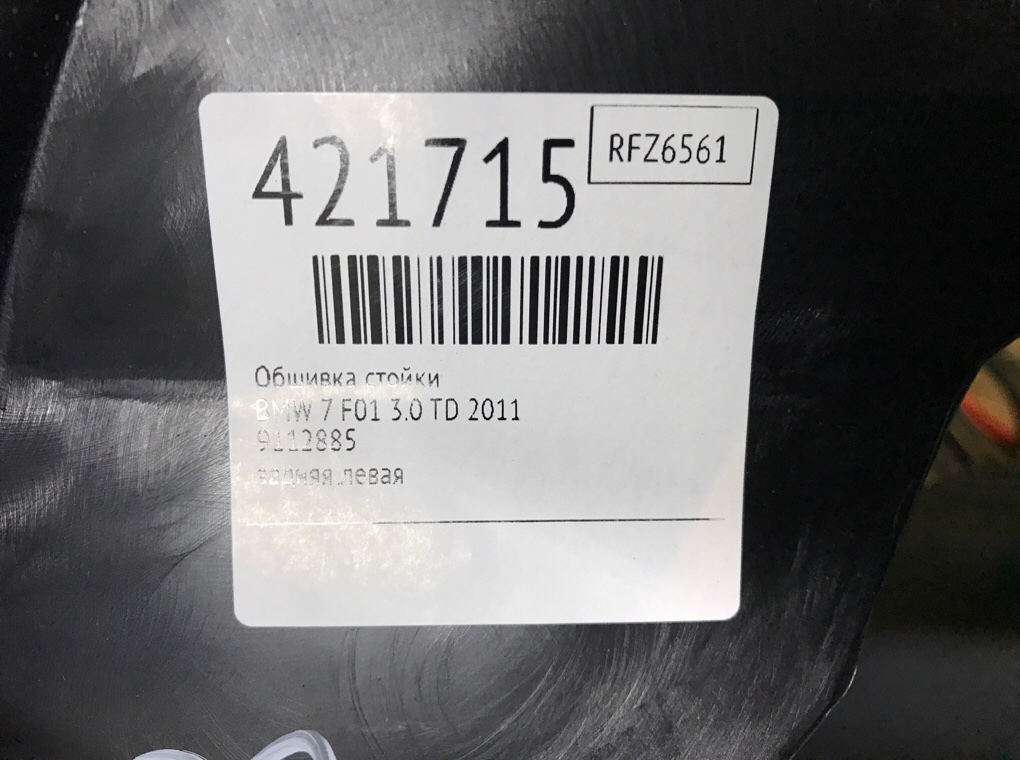 421715
RFZ6561
Обшивка стойки
BMW 7 F01 3.0 TD 2011
9112885
задняя левая